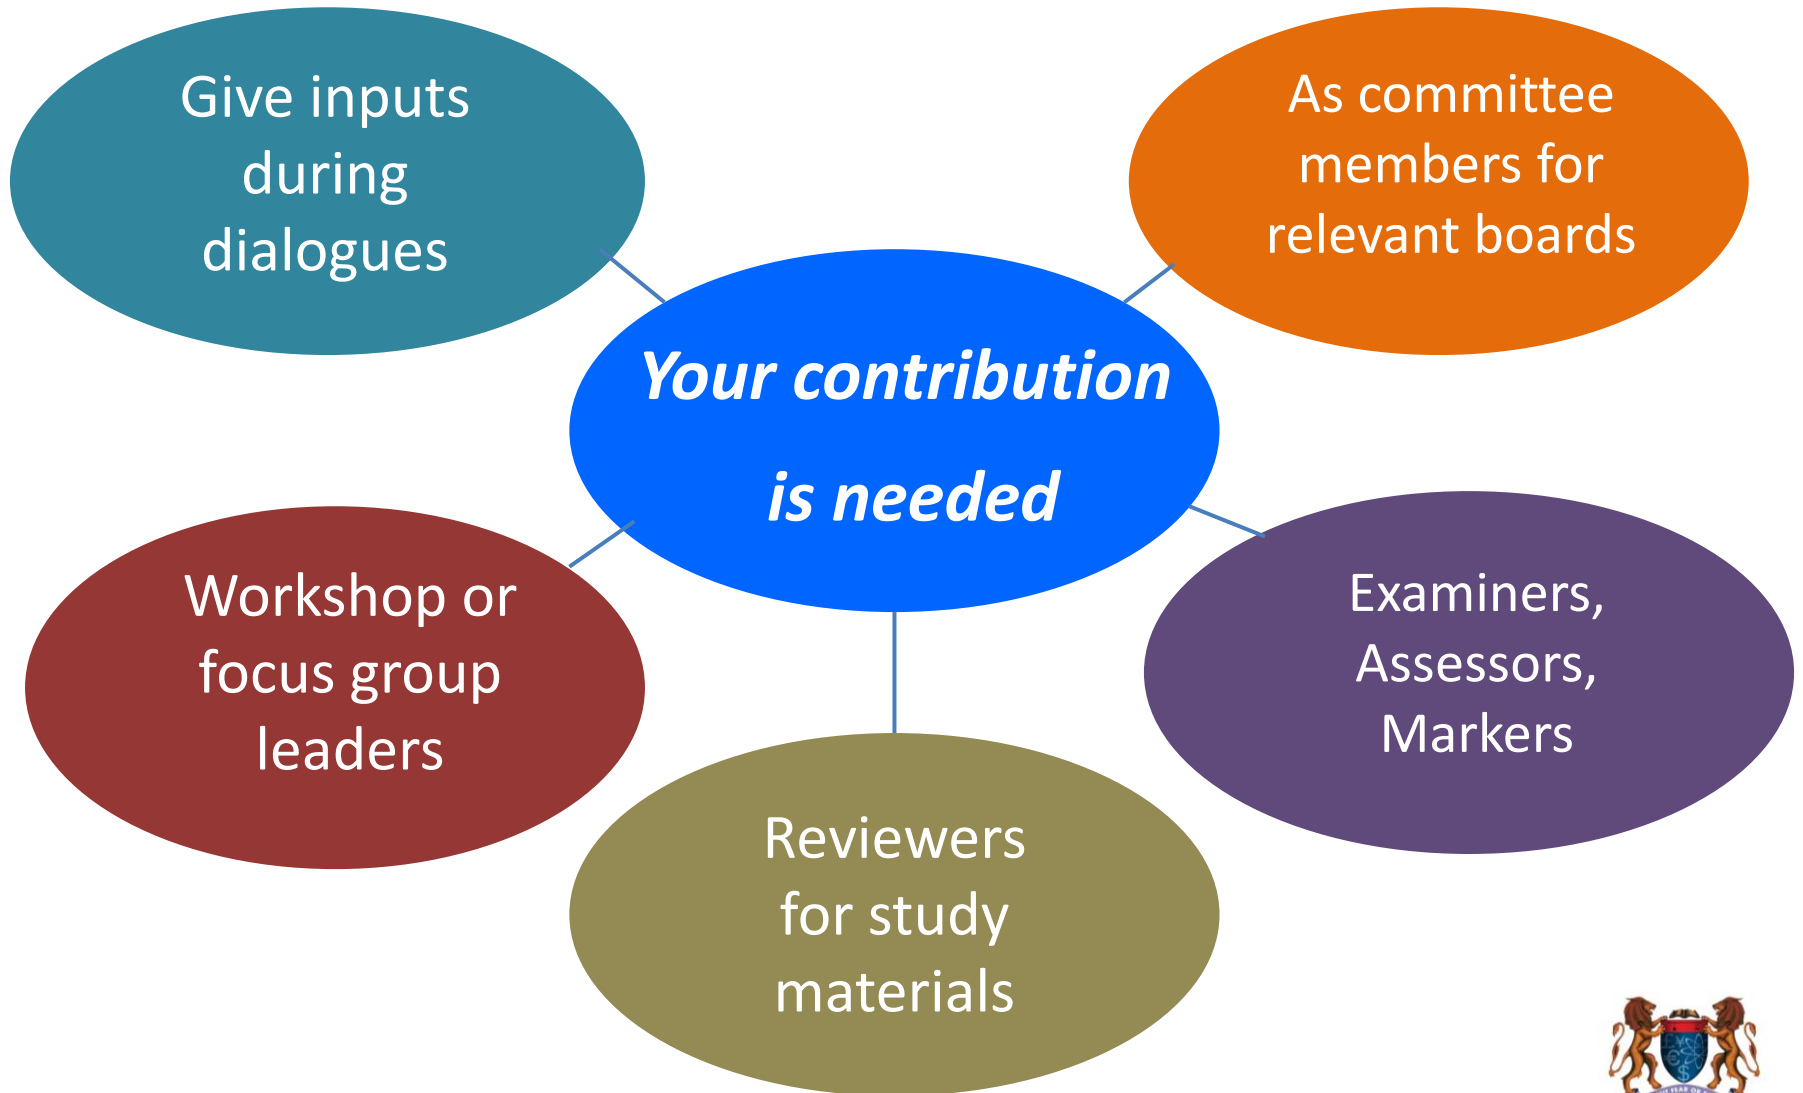 Give inputs
during
dialogues
As committee
members for
relevant boards
Your contribution
is needed
Workshop or
focus group
leaders
Examiners,
Assessors,
Markers
Reviewers
for study
materials